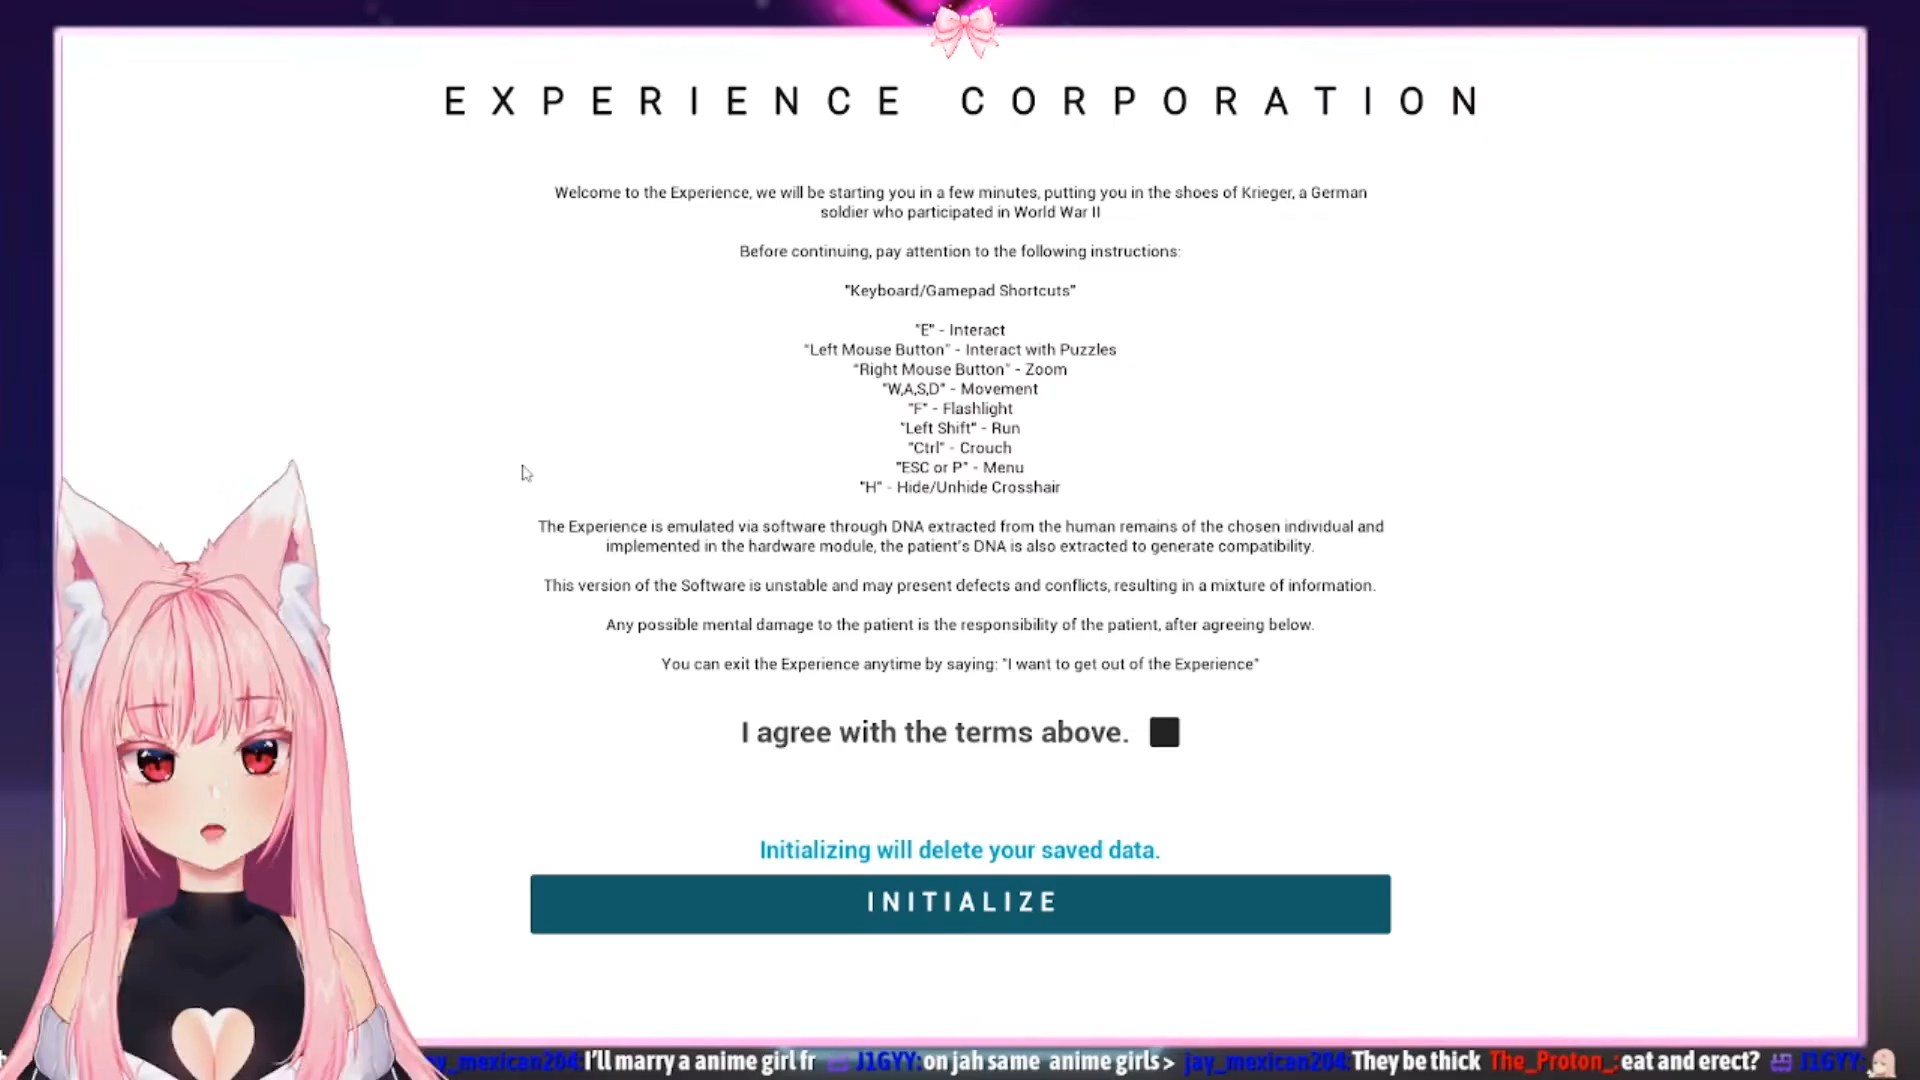 EXPERIENCE CORPORATION
Welcome to the Experience, we will be starting you in a few minutes, putting you in the shoes of Krieger, a German
soldier who participated in World War II
Before continuing, pay attention to the following instructions:
"Keyboard/Gamepad Shortcuts"
"E" - Interact
"Left Mouse Button" - Interact with Puzzles
"Right Mouse Button" - Zoom
"W,A,S,D" - Movement
"F" - Flashlight
"Left Shift" - Run
"Ctrl" - Crouch
"ESC or P" - Menu
"H" - Hide/Unhide Crosshair
The Experience is emulated via software through DNA extracted from the human remains of the chosen individual and
implemented in the hardware module, the patient's DNA is also extracted to generate compatibility.
This version of the Software is unstable and may present defects and conflicts, resulting in a mixture of information.
Any possible mental damage to the patient is the responsibility of the patient, after agreeing below.
You can exit the Experience anytime by saying: "I want to get out of the Experience"
I agree with the terms above.
Initializing will delete your saved data.
INITIALIZE
y_mexican204: I'll marry a anime girl fr J1GYY: on jah same anime girls > jay_mexican204: They be thick The_Proton_: eat and erect? J1GYY: